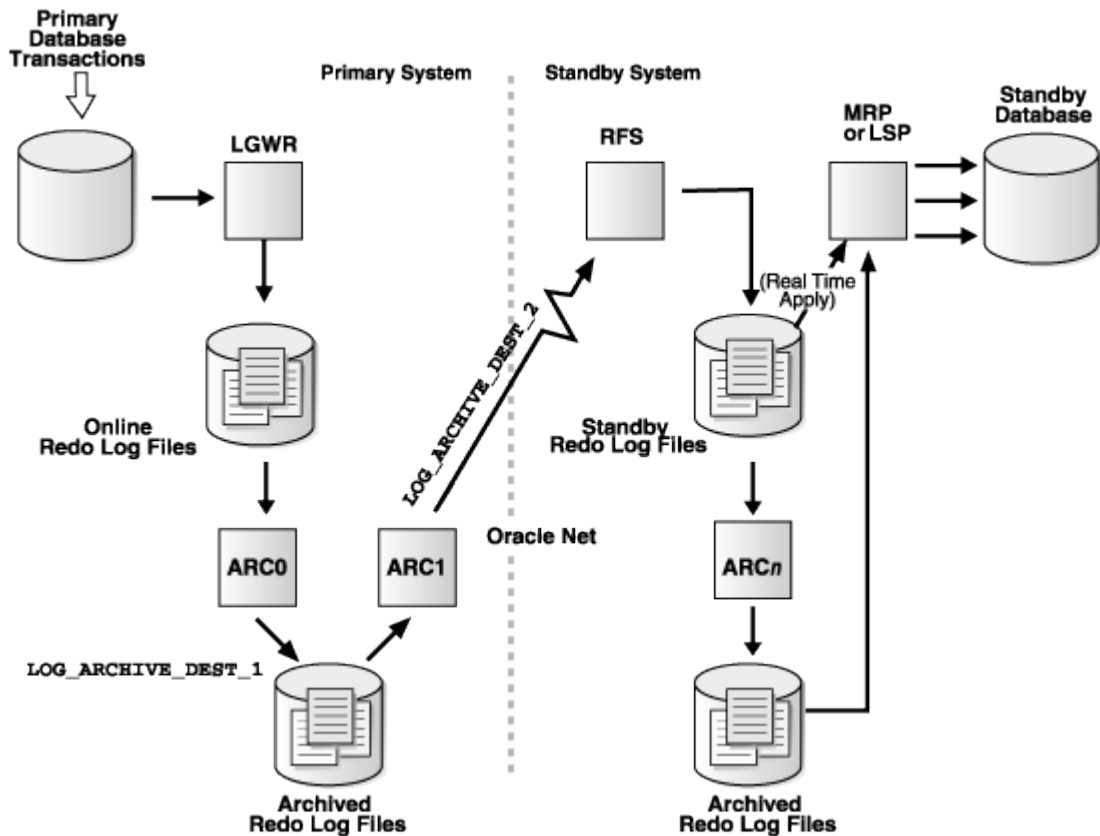 Primary
Database
Transactions
Primary System
Standby System
LGWR
RFS
MRP
or LSP
Standby
Database
(Real Time
Apply)
LOG_ARCHIVE_DEST_2
Online
Redo Log Files
Standby
Redo Log Files
Oracle Net
ARC0
ARC1
ARCn
LOG_ARCHIVE_DEST_1
Archived
Redo Log Files
Archived
Redo Log Files